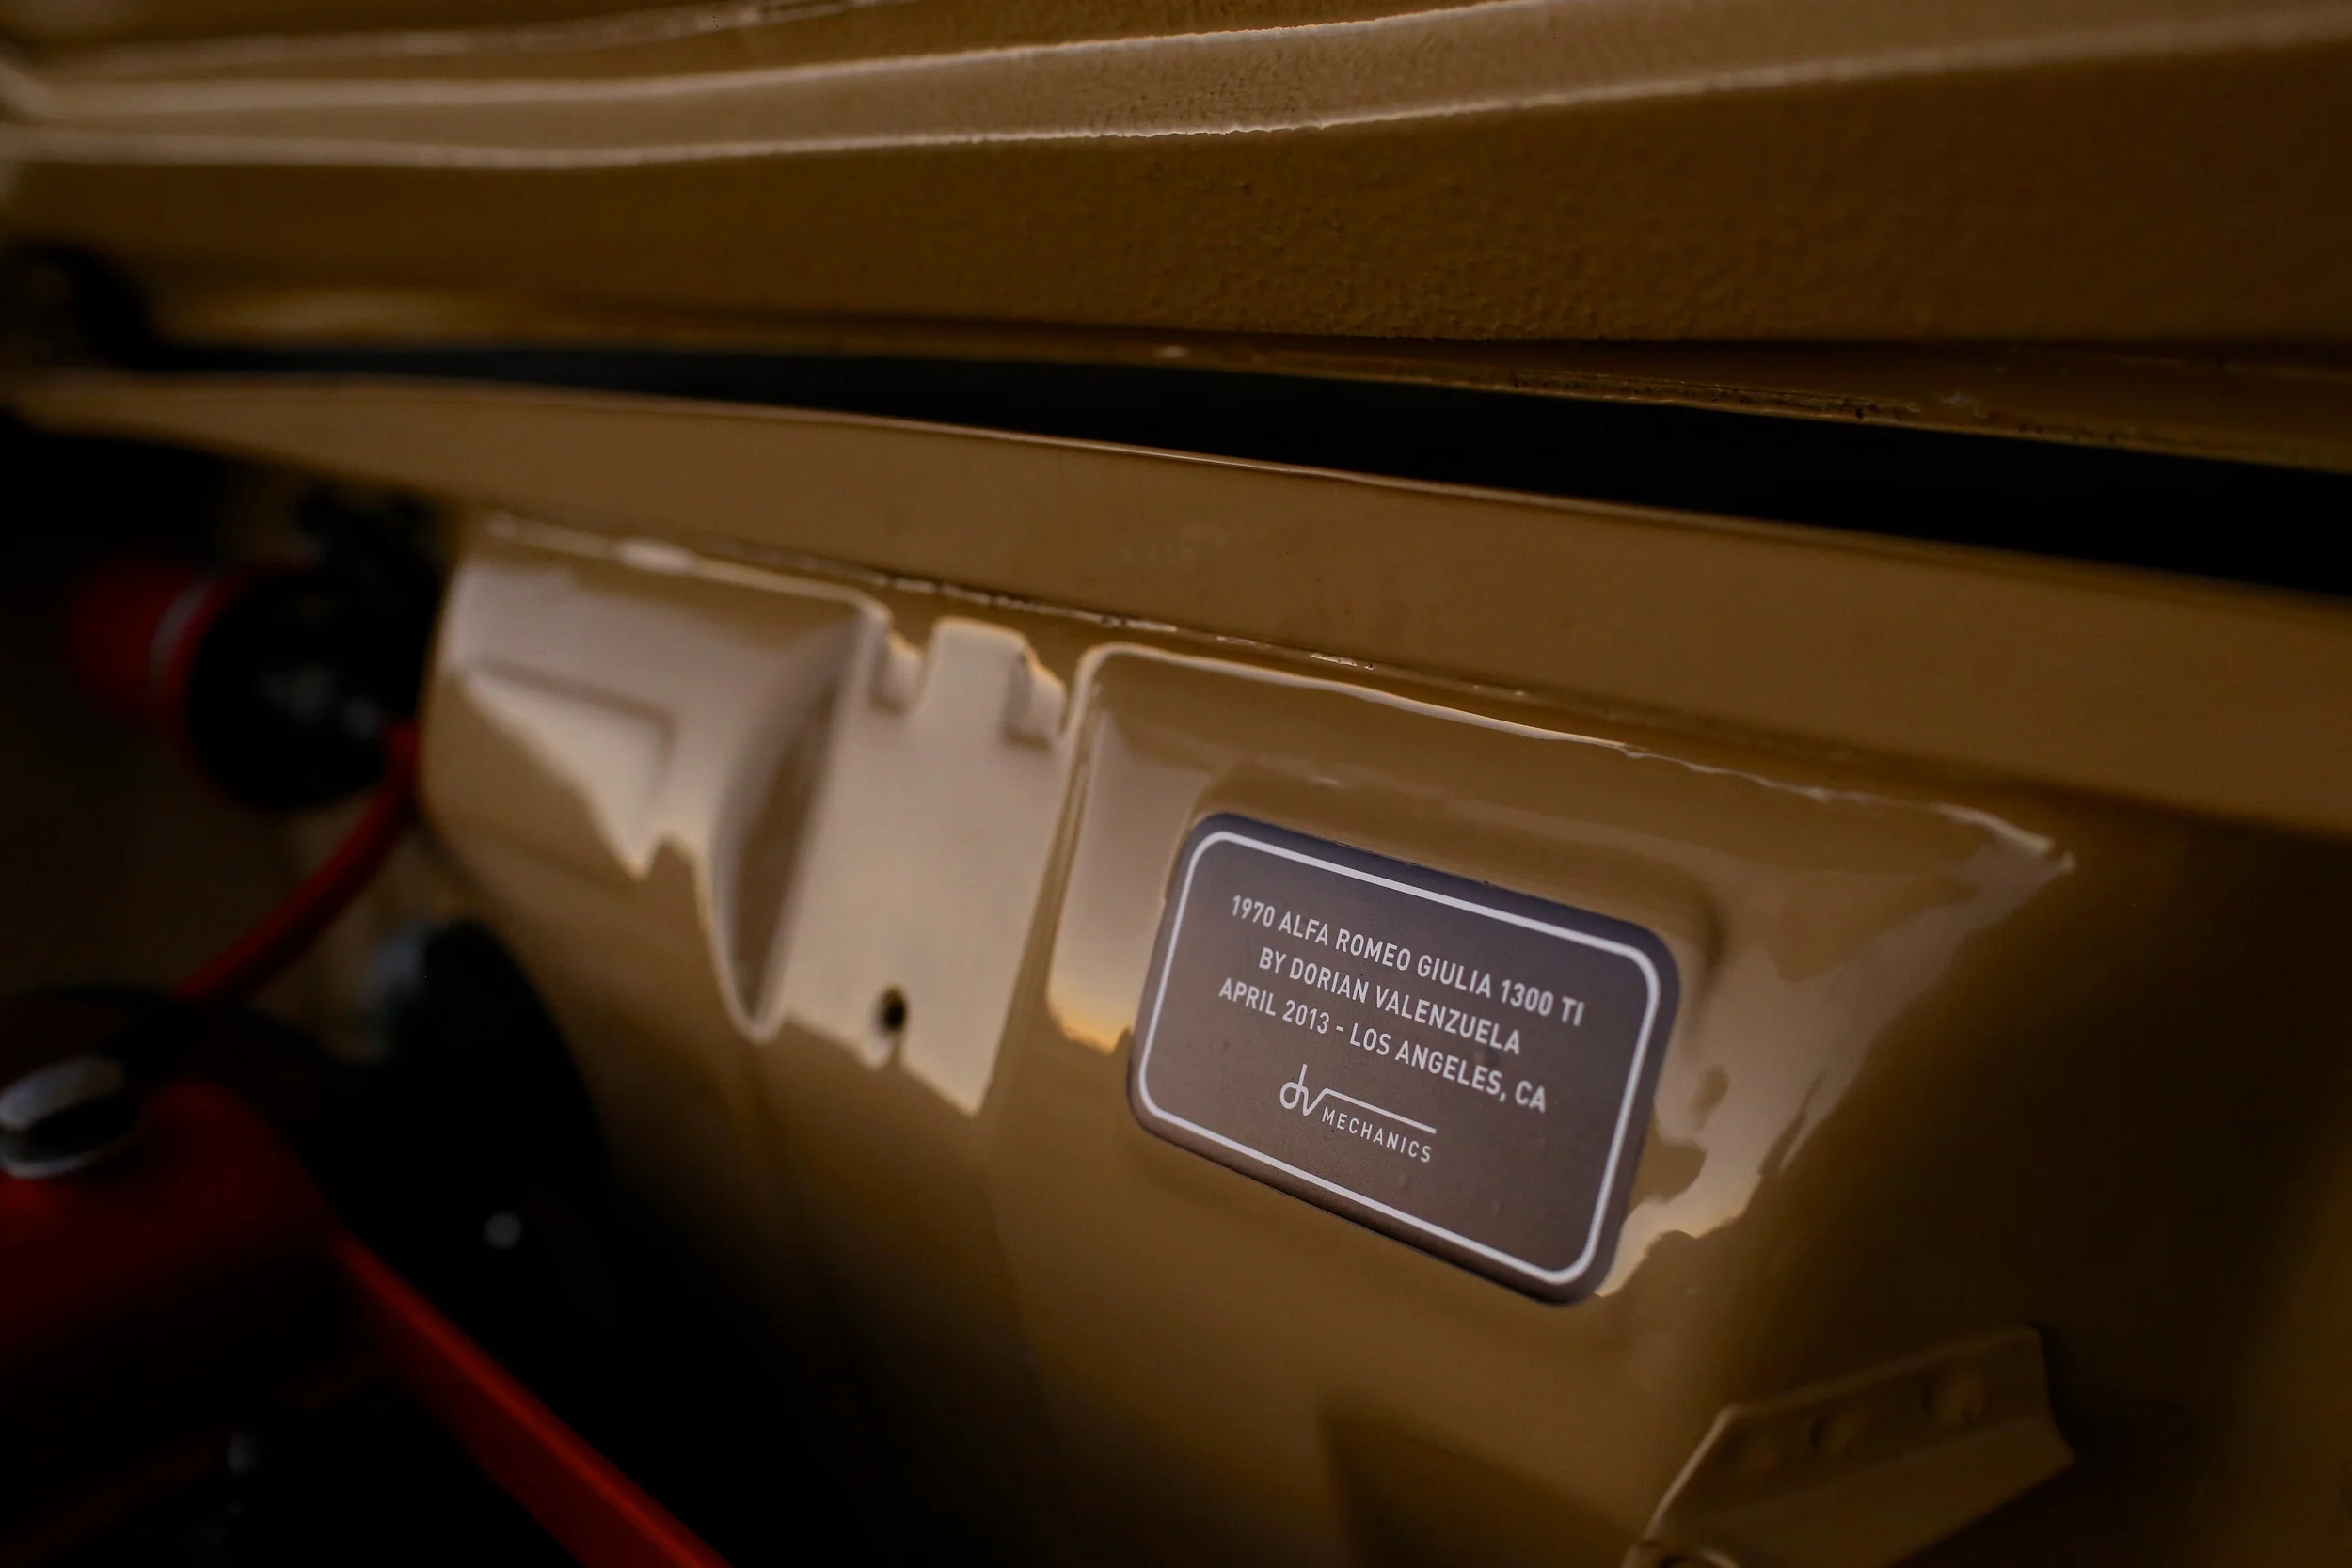 1970 ALFA ROMEO GIULIA 1300 TI
BY DORIAN VALENZUELA
APRIL 2013 - LOS ANGELES, CA
dv MECHANICS